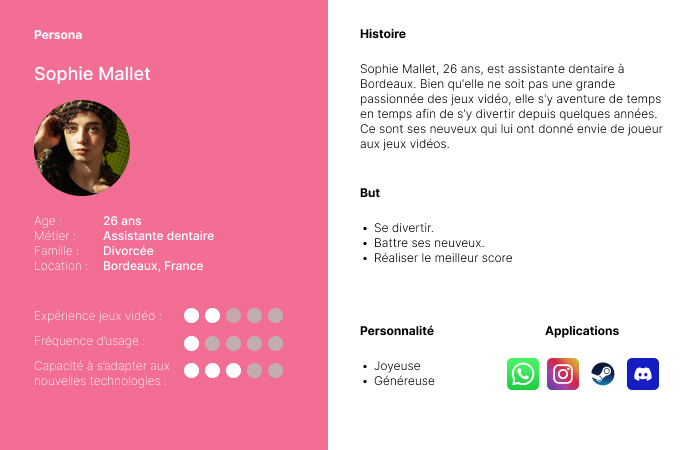 Persona
Sophie Mallet
Age : 26 ans
Métier : Assistante dentaire
Famille : Divorcée
Location : Bordeaux, France
Expérience jeux vidéo :
Fréquence d'usage :
Capacité à s'adapter aux
nouvelles technologies :
Histoire
Sophie Mallet, 26 ans, est assistante dentaire à
Bordeaux. Bien qu'elle ne soit pas une grande
passionnée des jeux vidéo, elle s'y aventure de temps
en temps afin de s'y divertir depuis quelques années.
Ce sont ses neuveux qui lui ont donné envie de joueur
aux jeux vidéos.
But
• Se divertir.
• Battre ses neuveux.
• Réaliser le meilleur score
Personnalité
• Joyeuse
• Généreuse
Applications